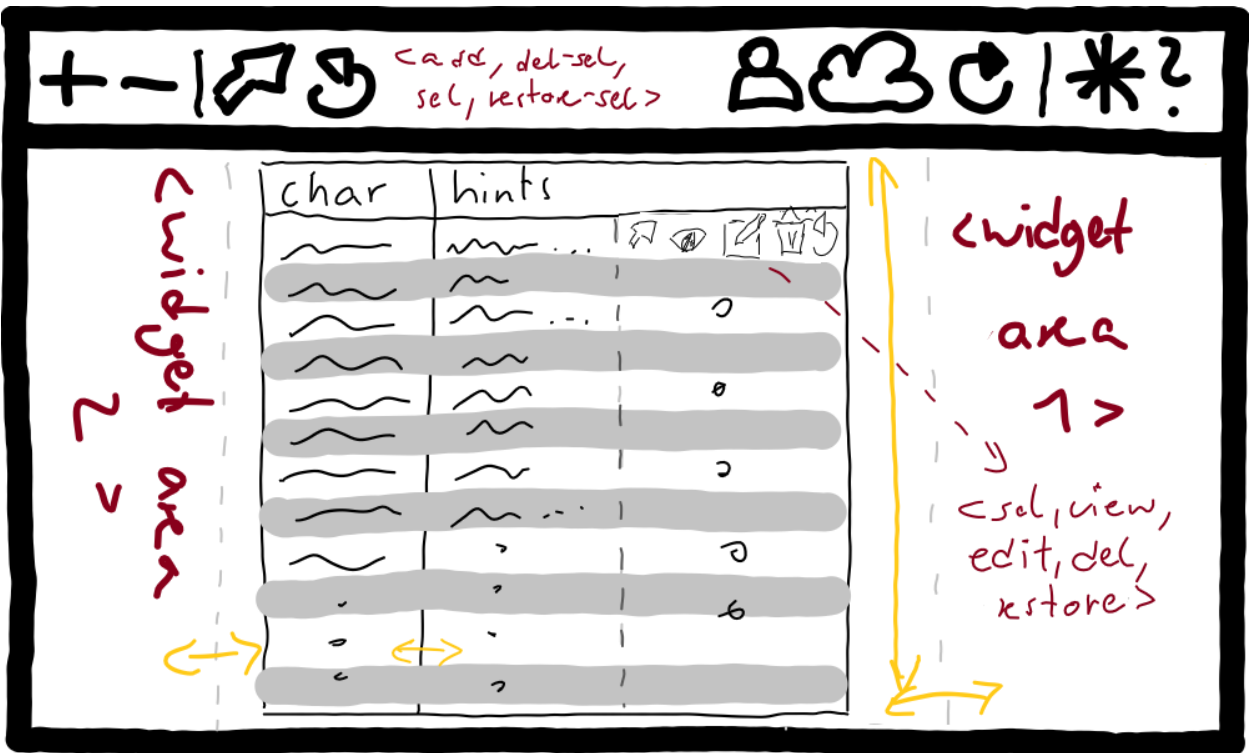 + - | <add, del-sel,
sel, restore-sel> | * ?
char hints
<widget
area
2>
<widget
area
1>
<sel, view,
edit, del,
restore>